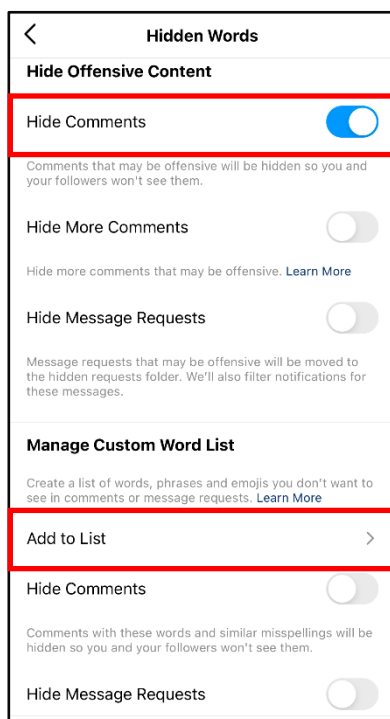 Hidden Words
Hide Offensive Content
Hide Comments
Comments that may be offensive will be hidden so you and
your followers won't see them.
Hide More Comments
Hide more comments that may be offensive. Learn More
Hide Message Requests
Message requests that may be offensive will be moved to
the hidden requests folder. We'll also filter notifications for
these messages.
Manage Custom Word List
Create a list of words, phrases and emojis you don't want to
see in comments or message requests. Learn More
Add to List
Hide Comments
Comments with these words and similar misspellings will be
hidden so you and your followers won't see them.
Hide Message Requests